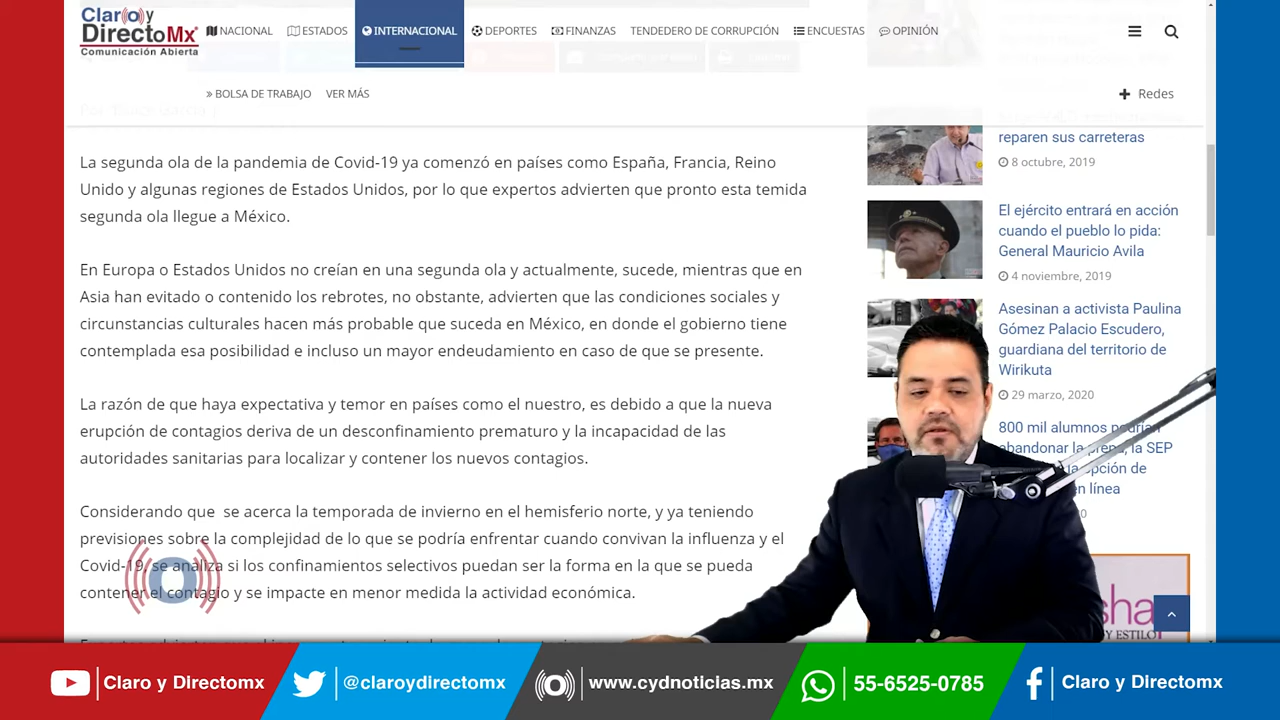 Claro y
DirectoMx
Comunicación Abierta
NACIONAL
ESTADOS
INTERNACIONAL
DEPORTES
FINANZAS
TENDEDERO DE CORRUPCIÓN
ENCUESTAS
OPINIÓN
» BOLSA DE TRABAJO
VER MÁS
+ Redes
La segunda ola de la pandemia de Covid-19 ya comenzó en países como España, Francia, Reino
Unido y algunas regiones de Estados Unidos, por lo que expertos advierten que pronto esta temida
segunda ola llegue a México.
En Europa o Estados Unidos no creían en una segunda ola y actualmente, sucede, mientras que en
Asia han evitado o contenido los rebrotes, no obstante, advierten que las condiciones sociales y
circunstancias culturales hacen más probable que suceda en México, en donde el gobierno tiene
contemplada esa posibilidad e incluso un mayor endeudamiento en caso de que se presente.
La razón de que haya expectativa y temor en países como el nuestro, es debido a que la nueva
erupción de contagios deriva de un desconfinamiento prematuro y la incapacidad de las
autoridades sanitarias para localizar y contener los nuevos contagios.
Considerando que se acerca la temporada de invierno en el hemisferio norte, y ya teniendo
previsiones sobre la complejidad de lo que se podría enfrentar cuando convivan la influenza y el
Covid-19, se analiza si los confinamientos selectivos puedan ser la forma en la que se pueda
contener el contagio y se impacte en menor medida la actividad económica.
reparen sus carreteras
8 octubre, 2019
El ejército entrará en acción
cuando el pueblo lo pida:
General Mauricio Avila
4 noviembre, 2019
Asesinan a activista Paulina
Gómez Palacio Escudero,
guardiana del territorio de
Wirikuta
29 marzo, 2020
800 mil alumnos podrían
abandonar la prepa, la SEP
la opción de
en línea
sha
Y ESTILO
Claro y Directomx
@claroydirectomx
www.cydnoticias.mx
55-6525-0785
Claro y Directomx